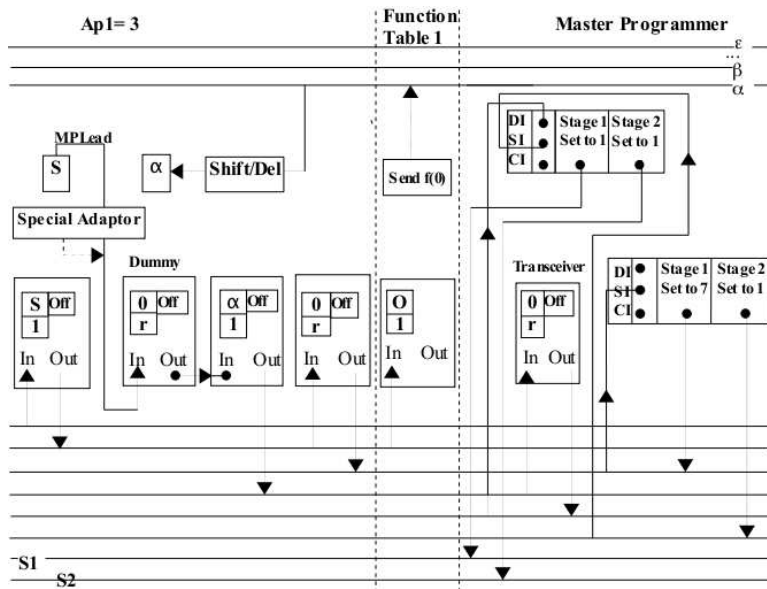 Ap1= 3
Function
Table 1
Master Programmer
ε
...
β
α
MPLead
S
α
Shift/Del
Send f(0)
Special Adaptor
DI
SI
CI
Stage 1
Set to 1
Stage 2
Set to 1
Dummy
Transceiver
S
Off
1
In Out
0
Off
r
In Out
α
Off
1
In Out
0
Off
r
In Out
O
1
In Out
0
Off
r
In Out
DI
SI
CI
Stage 1
Set to 7
Stage 2
Set to 1
S1
S2